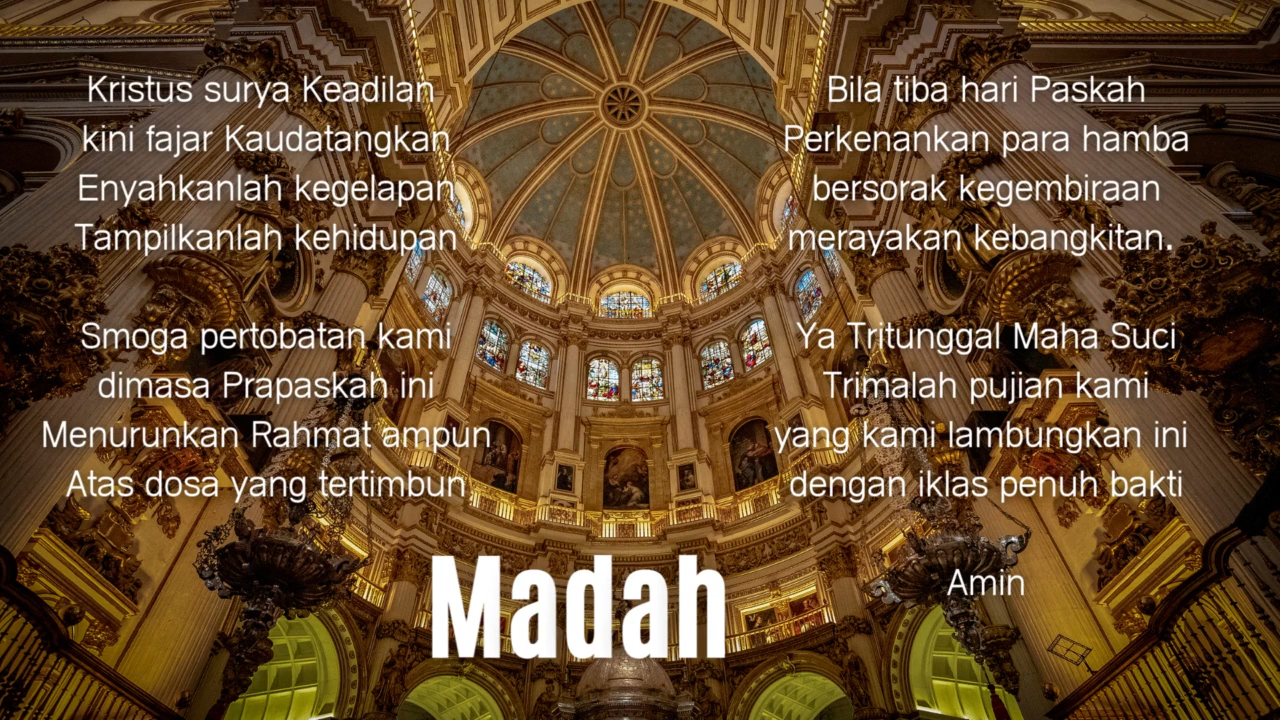 Kristus surya Keadilan
kini fajar Kaudatangkan
Enyahkanlah kegelapan
Tampilkanlah kehidupan
Smoga pertobatan kami
dimasa Prapaskah ini
Menurunkan Rahmat ampun
Atas dosa yang tertimbun
Bila tiba hari Paskah
Perkenankan para hamba
bersorak kegembiraan
merayakan kebangkitan.
Ya Tritunggal Maha Suci
Trimalah pujian kami
yang kami lambungkan ini
dengan iklas penuh bakti
Amin
Madah